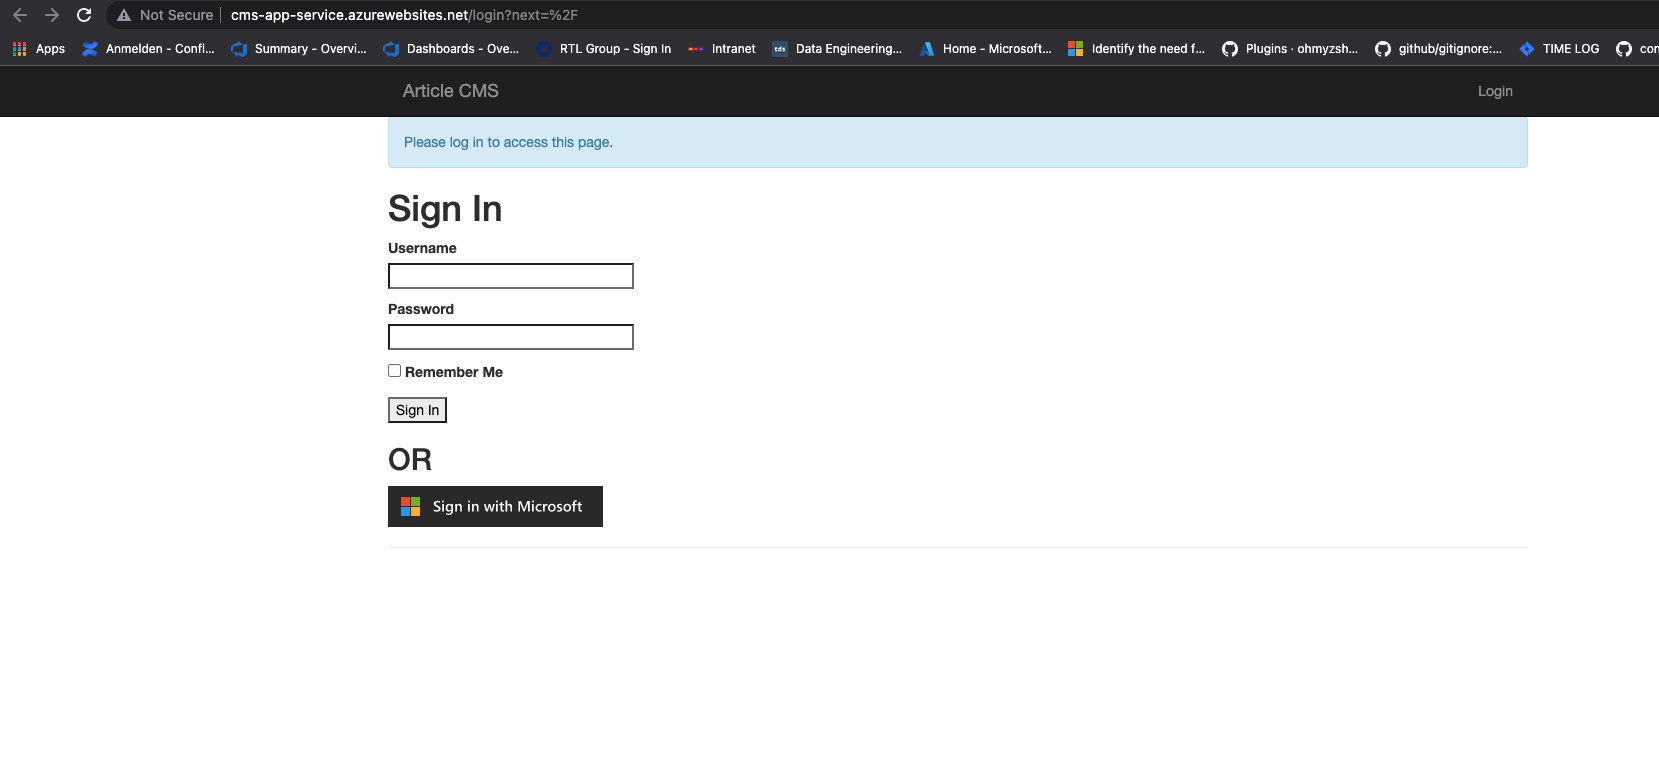 Not Secure cms-app-service.azurewebsites.net/login?next=%2F
Apps Anmelden - Confl... Summary - Overvi... Dashboards - Ove... RTL Group - Sign In Intranet tds Data Engineering... Home - Microsoft... Identify the need f... Plugins · ohmyzsh... github/gitignore:... TIME LOG con
Article CMS Login
Please log in to access this page.
Sign In
Username
Password
Remember Me
Sign In
OR
Sign in with Microsoft